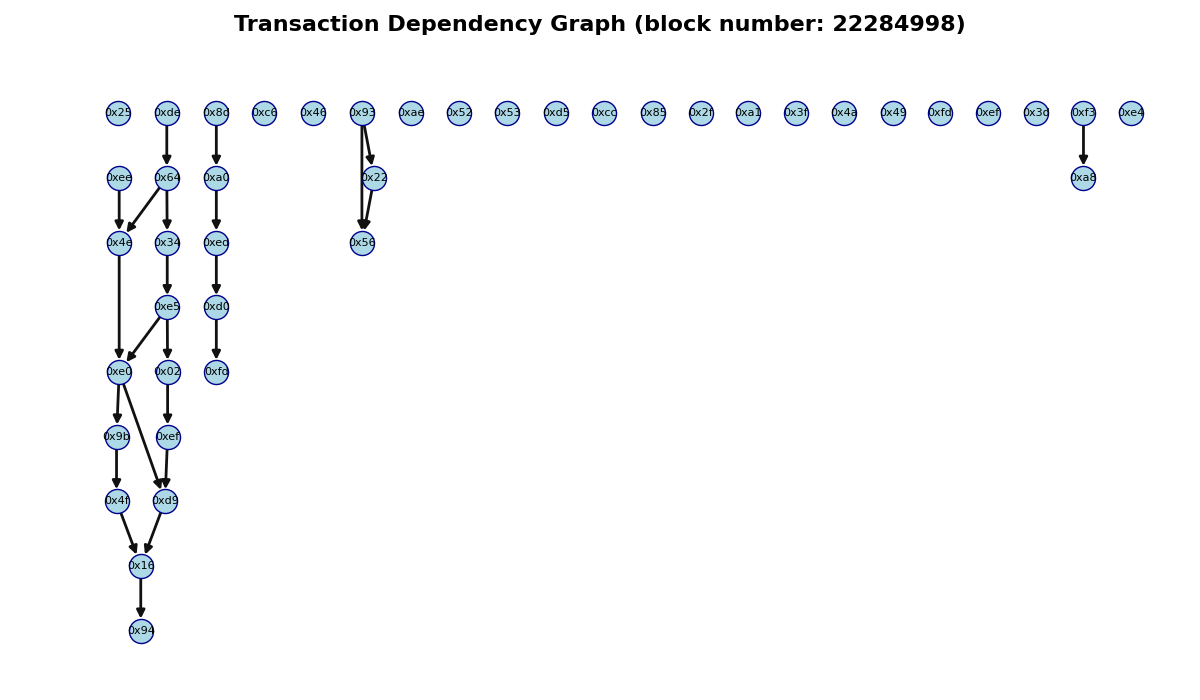 Transaction Dependency Graph (block number: 22284998)
0x25 0xde 0x8d 0xc6 0x46 0x93 0xae 0x52 0x53 0xd5 0xcc 0x85 0x2f 0xa1 0x3f 0x4a 0x49 0xfd 0xef 0x3d 0xf3 0xe4
0xee 0x64 0xa0 0x22 0xa8
0x4e 0x34 0xed 0x56
0xe5 0xd0
0xe0 0x02 0xfd
0x9b 0xef
0x4f 0xd9
0x16
0x94